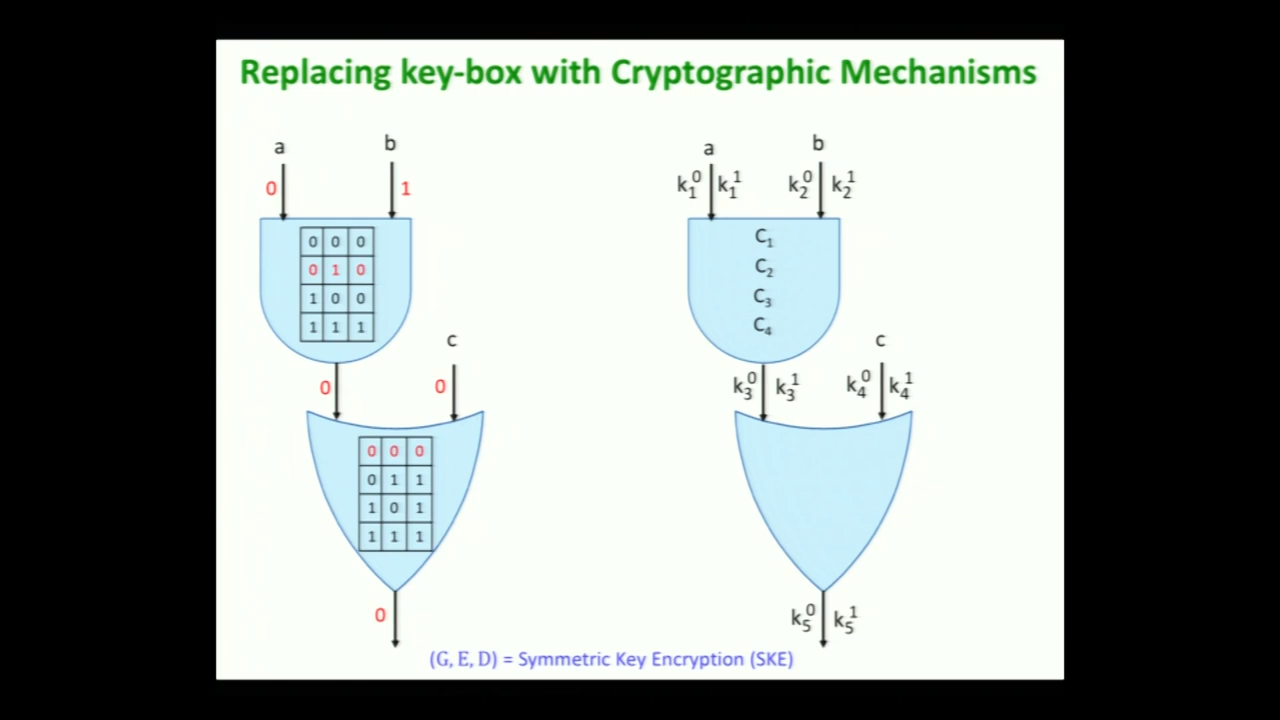 Replacing key-box with Cryptographic Mechanisms
a b
0 1
0 0 0
0 1 0
1 0 0
1 1 1
c
0 0
0 0 0
0 1 1
1 0 1
1 1 1
0
a b
k₁⁰ k₁¹ k₂⁰ k₂¹
C₁
C₂
C₃
C₄
c
k₃⁰ k₃¹ k₄⁰ k₄¹
k₅⁰ k₅¹
(G, E, D) = Symmetric Key Encryption (SKE)